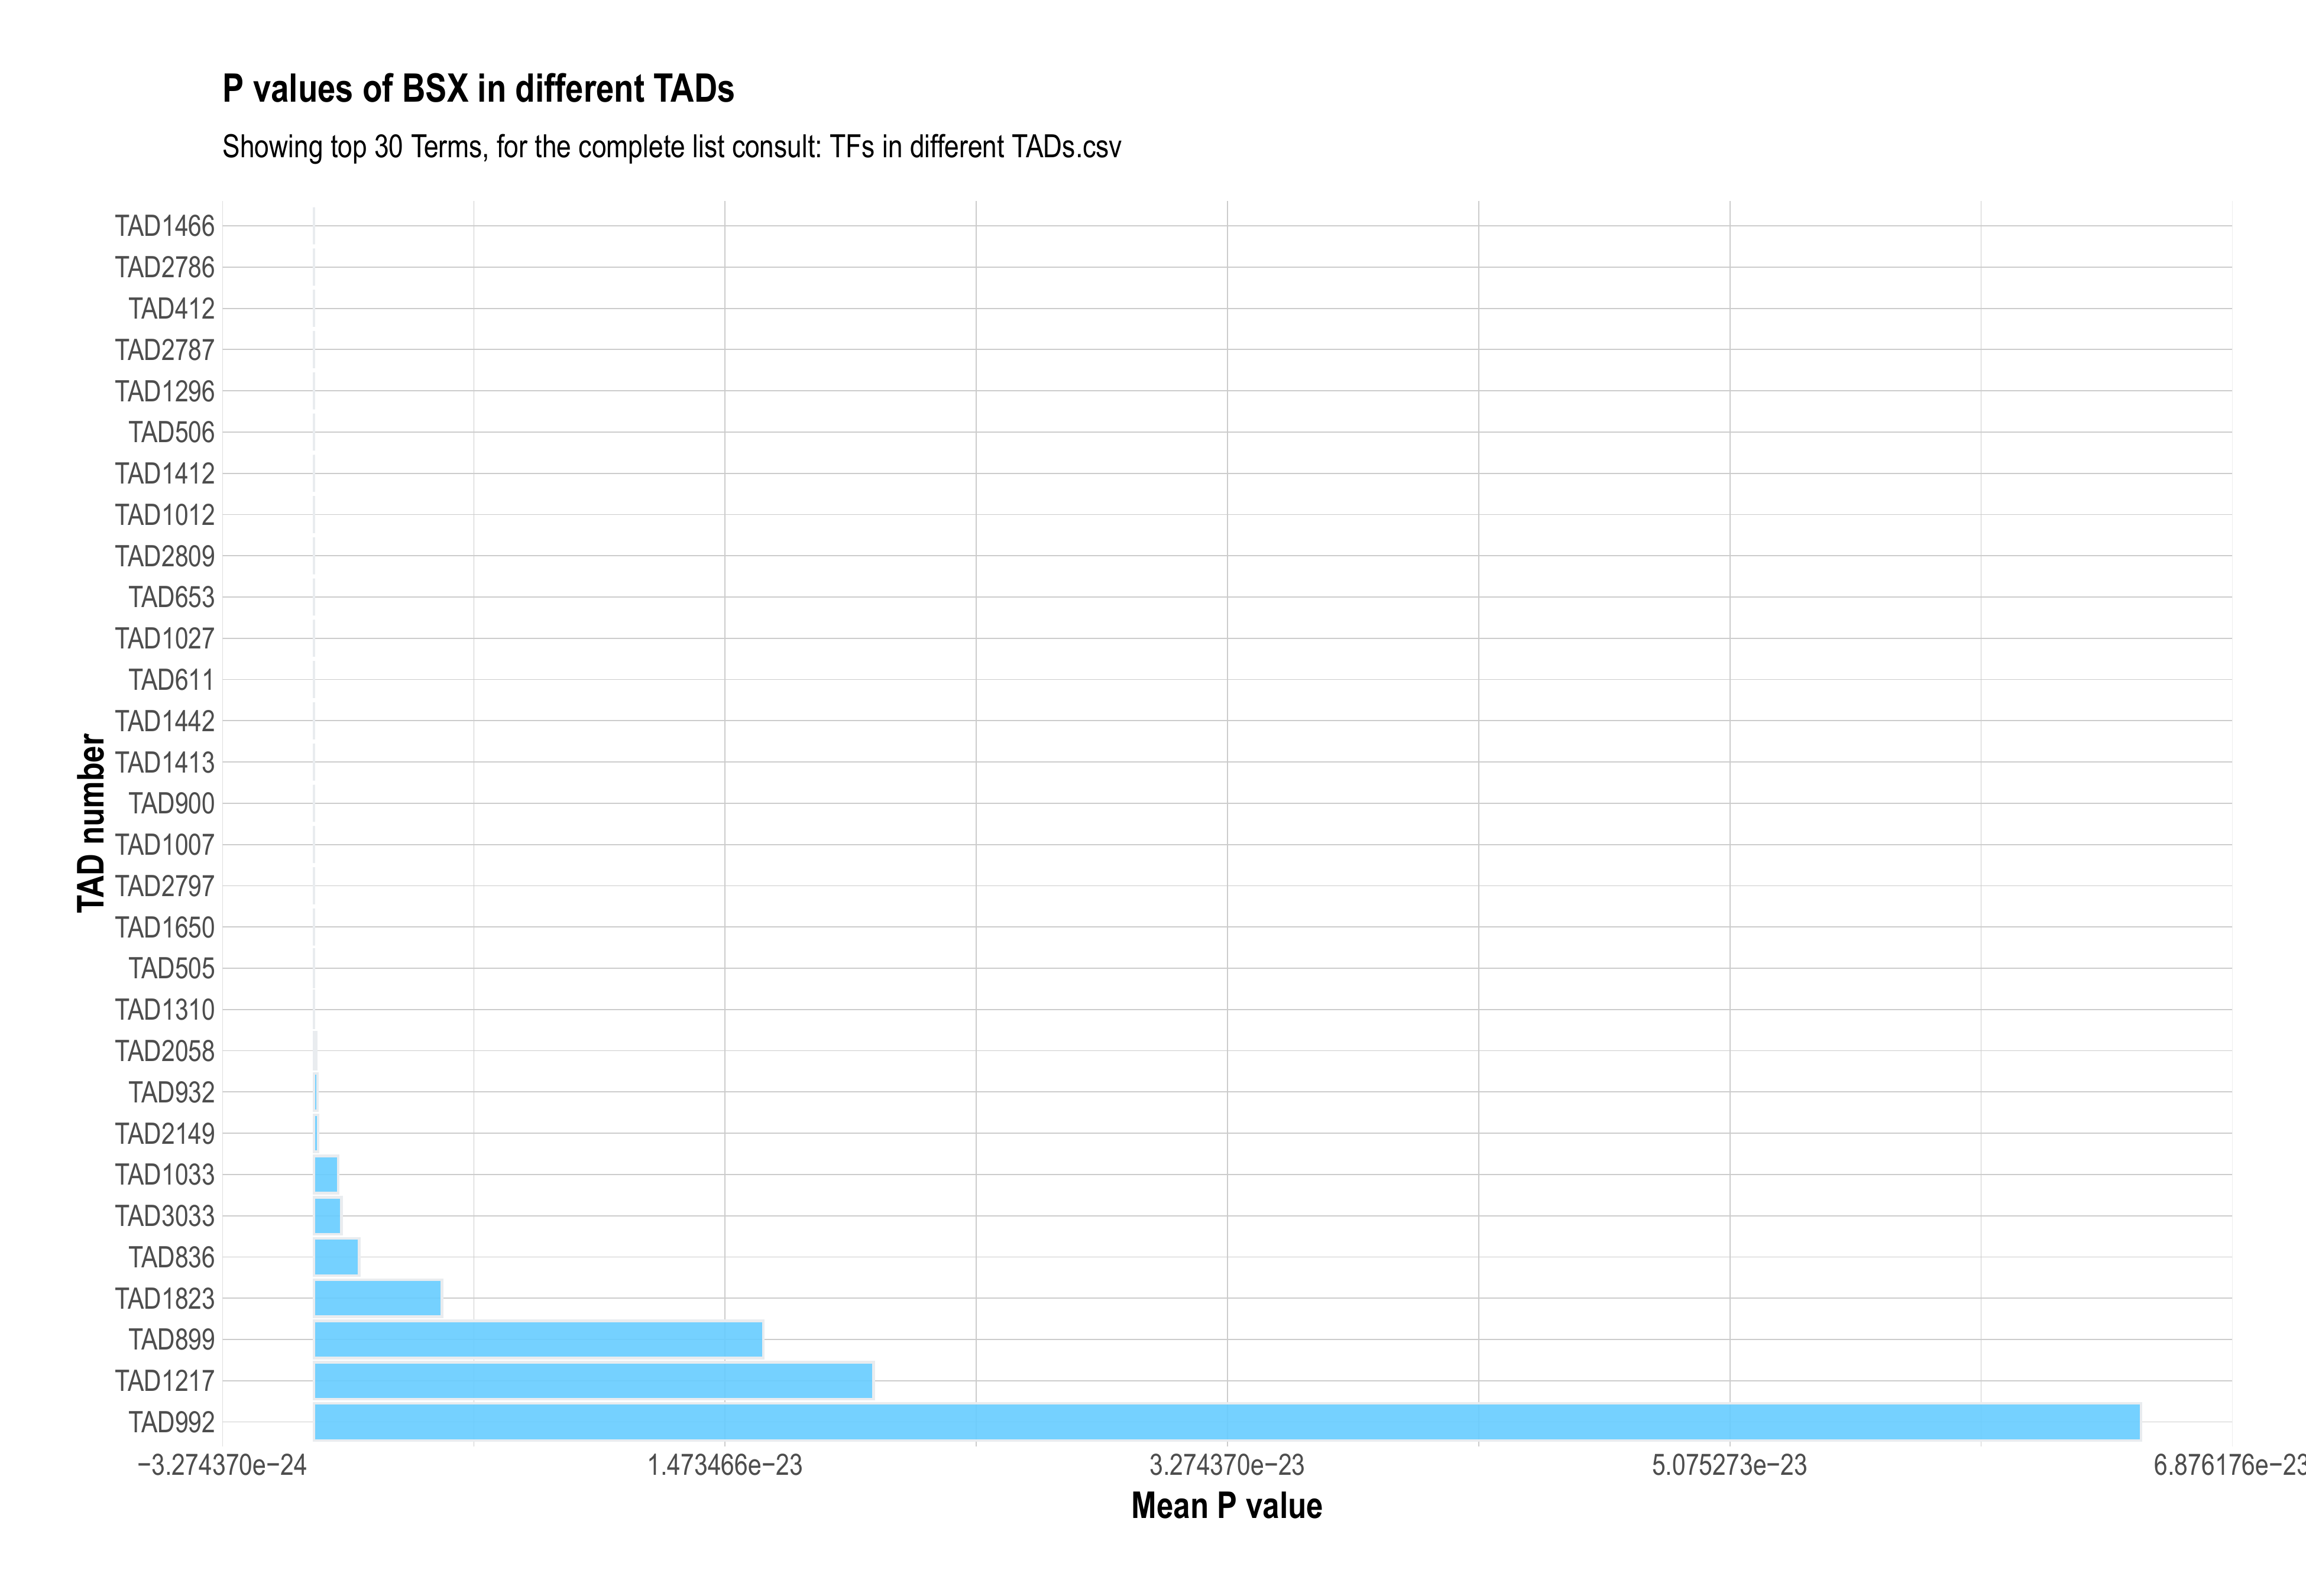 P values of BSX in different TADs
Showing top 30 Terms, for the complete list consult: TFs in different TADs.csv
TAD1466
TAD2786
TAD412
TAD2787
TAD1296
TAD506
TAD1412
TAD1012
TAD2809
TAD653
TAD1027
TAD611
TAD1442
TAD1413
TAD900
TAD1007
TAD2797
TAD1650
TAD505
TAD1310
TAD2058
TAD932
TAD2149
TAD1033
TAD3033
TAD836
TAD1823
TAD899
TAD1217
TAD992
TAD number
−3.274370e−24 1.473466e−23 3.274370e−23 5.075273e−23 6.876176e−23
Mean P value